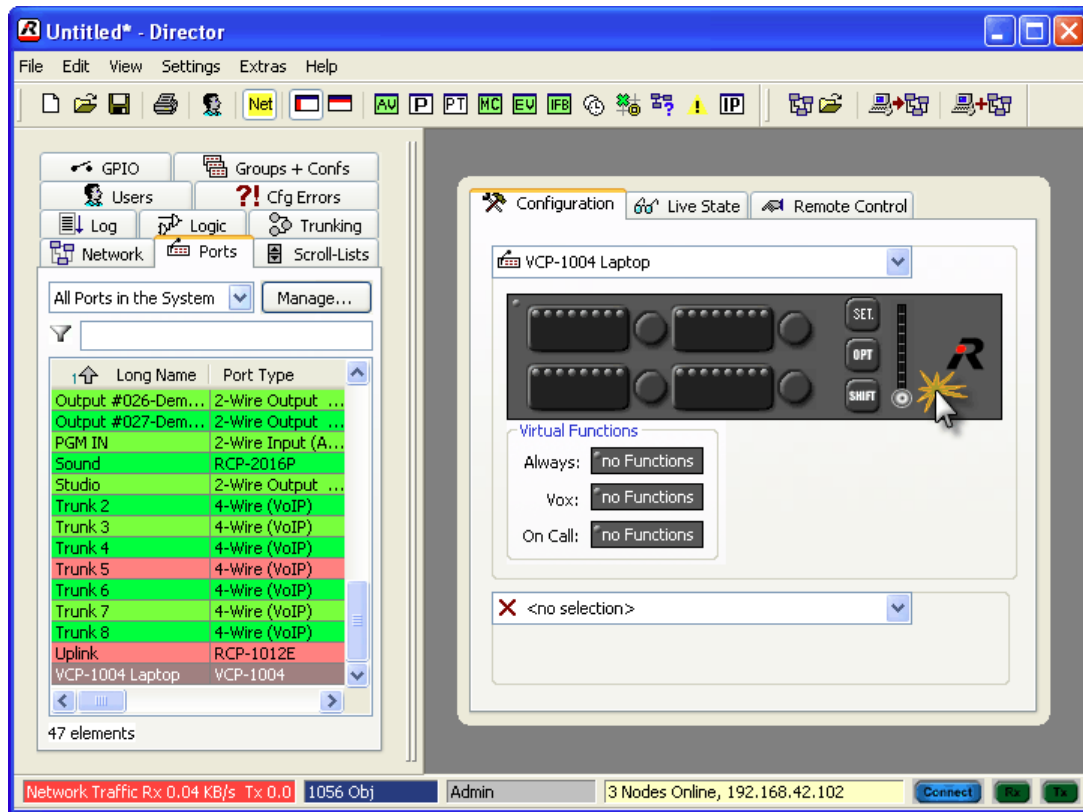 Untitled* - Director
File Edit View Settings Extras Help
Net AV P PT MC EV IFB IP
GPIO Groups + Confs
Users Cfg Errors
Log Logic Trunking
Network Ports Scroll-Lists
All Ports in the System Manage...
1 Long Name Port Type
Output #026-Dem... 2-Wire Output ...
Output #027-Dem... 2-Wire Output ...
PGM IN 2-Wire Input (A...
Sound RCP-2016P
Studio 2-Wire Output ...
Trunk 2 4-Wire (VoIP)
Trunk 3 4-Wire (VoIP)
Trunk 4 4-Wire (VoIP)
Trunk 5 4-Wire (VoIP)
Trunk 6 4-Wire (VoIP)
Trunk 7 4-Wire (VoIP)
Trunk 8 4-Wire (VoIP)
Uplink RCP-1012E
VCP-1004 Laptop VCP-1004
47 elements
Configuration Live State Remote Control
VCP-1004 Laptop
SET.
OPT
SHIFT
Virtual Functions
Always: no Functions
Vox: no Functions
On Call: no Functions
<no selection>
Network Traffic Rx 0.04 KB/s Tx 0.0 1056 Obj Admin 3 Nodes Online, 192.168.42.102 Connect Rx Tx